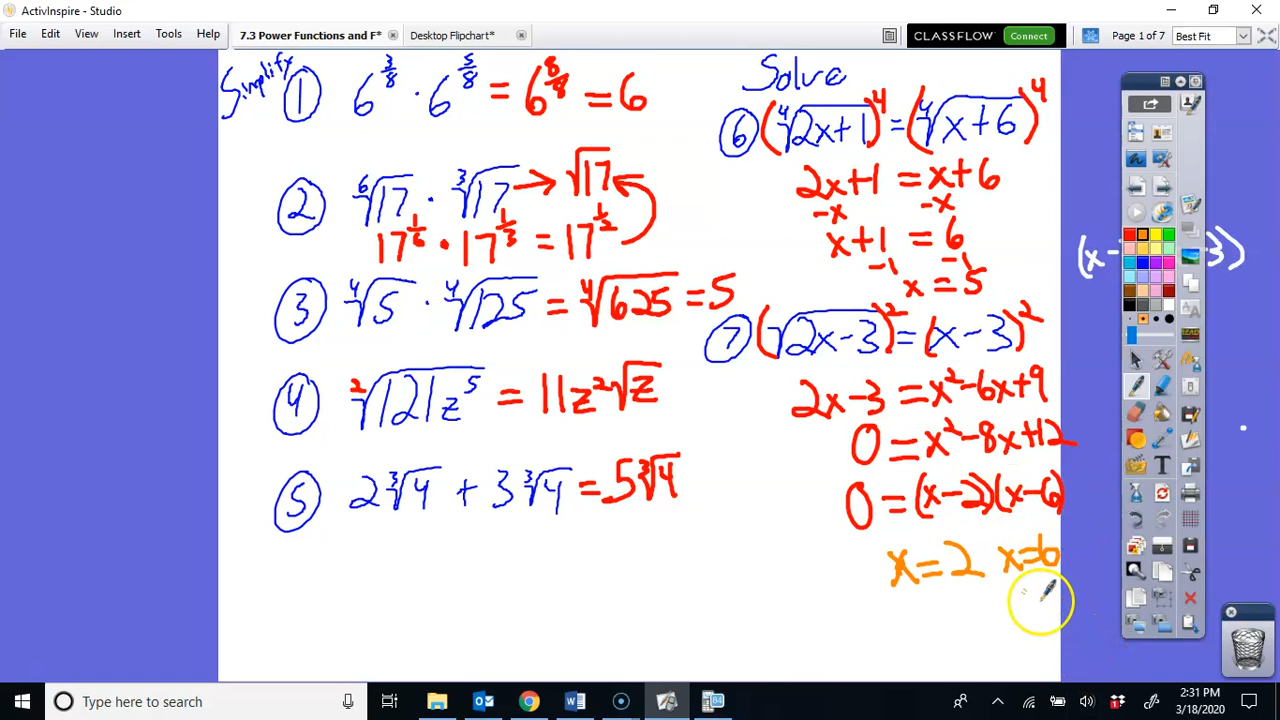 ActivInspire - Studio
File Edit View Insert Tools Help
7.3 Power Functions and F*
Desktop Flipchart*
CLASSFLOW Connect
Page 1 of 7
Best Fit
Simplify
① 6^(3/8) · 6^(5/8) = 6^(8/8) = 6
② ⁶√17 · ³√17 → √17
17^(1/6) · 17^(1/3) = 17^(1/2)
③ ⁴√5 · ⁴√125 = ⁴√625 = 5
④ ²√121z⁵ = 11z²√z
⑤ 2³√4 + 3³√4 = 5³√4
Solve
⑥ (⁴√2x+1)⁴ = (⁴√x+6)⁴
2x+1 = x+6
-x -x
x+1 = 6
-1 -1
x = 5
⑦ (√2x-3)² = (x-3)²
2x-3 = x²-6x+9
0 = x²-8x+12
0 = (x-2)(x-6)
x=2 x=6
(x-
3)
Type here to search
2:31 PM
3/18/2020